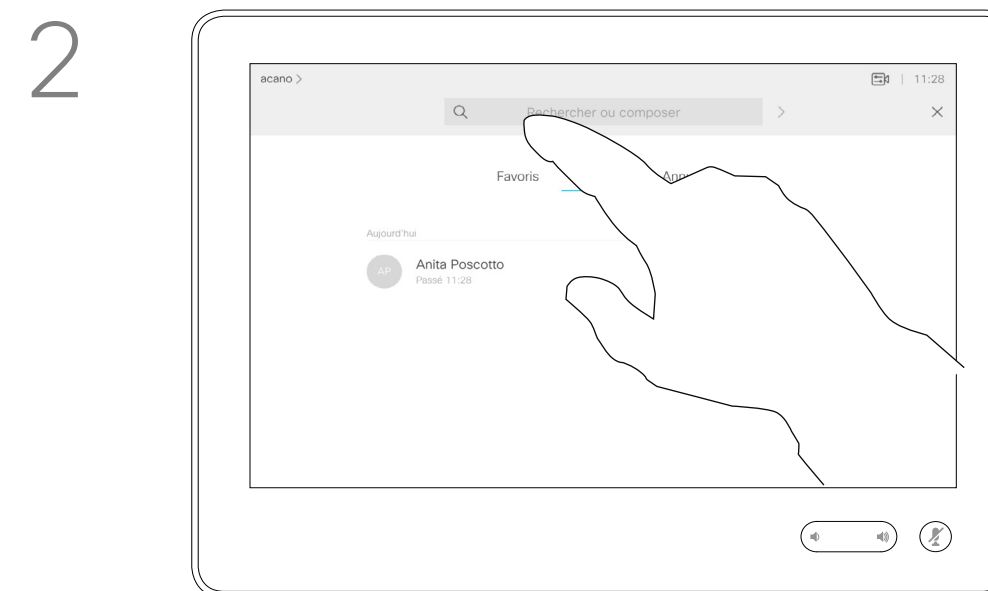 2
acano >
11:28
Rechercher ou composer
Favoris
Aujourd'hui
AP
Anita Poscotto
Passé 11:28